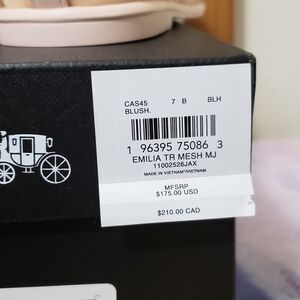 CAS45 7 B BLH
BLUSH.
1 96395 75086 3
EMILIA TR MESH MJ
11002526JAX
MADE IN VIETNAM/VIETNAM
MFSRP
$175.00 USD
$210.00 CAD